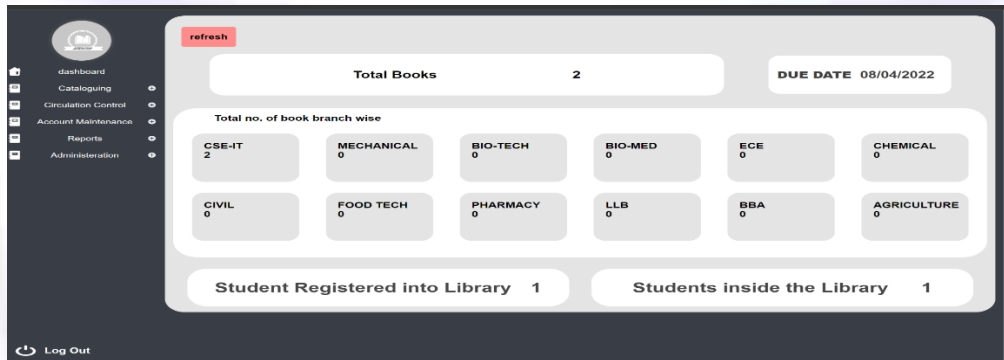 refresh
Total Books 2
DUE DATE 08/04/2022
dashboard
Cataloguing
Circulation Control
Account Maintenance
Reports
Administeration
Total no. of book branch wise
CSE-IT MECHANICAL BIO-TECH BIO-MED ECE CHEMICAL
2 0 0 0 0 0
CIVIL FOOD TECH PHARMACY LLB BBA AGRICULTURE
0 0 0 0 0 0
Student Registered into Library 1
Students inside the Library 1
Log Out